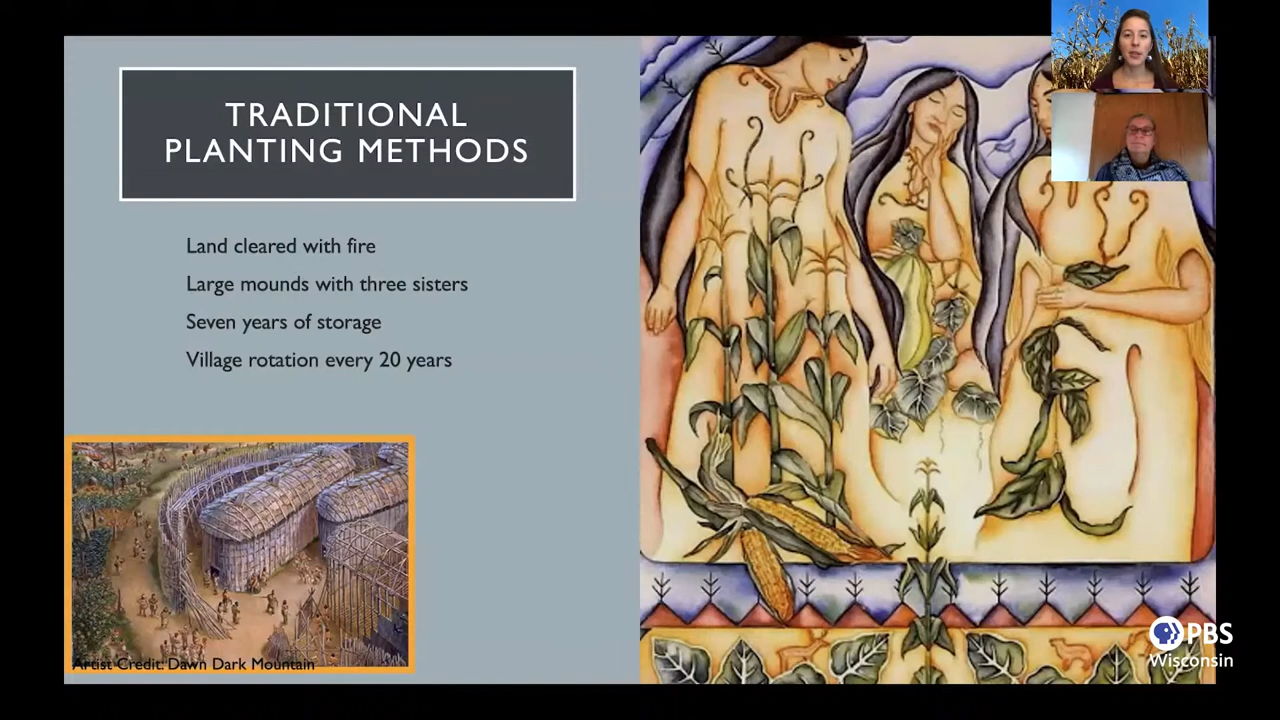 TRADITIONAL
PLANTING METHODS
Land cleared with fire
Large mounds with three sisters
Seven years of storage
Village rotation every 20 years
Artist Credit: Dawn Dark Mountain
PBS
Wisconsin